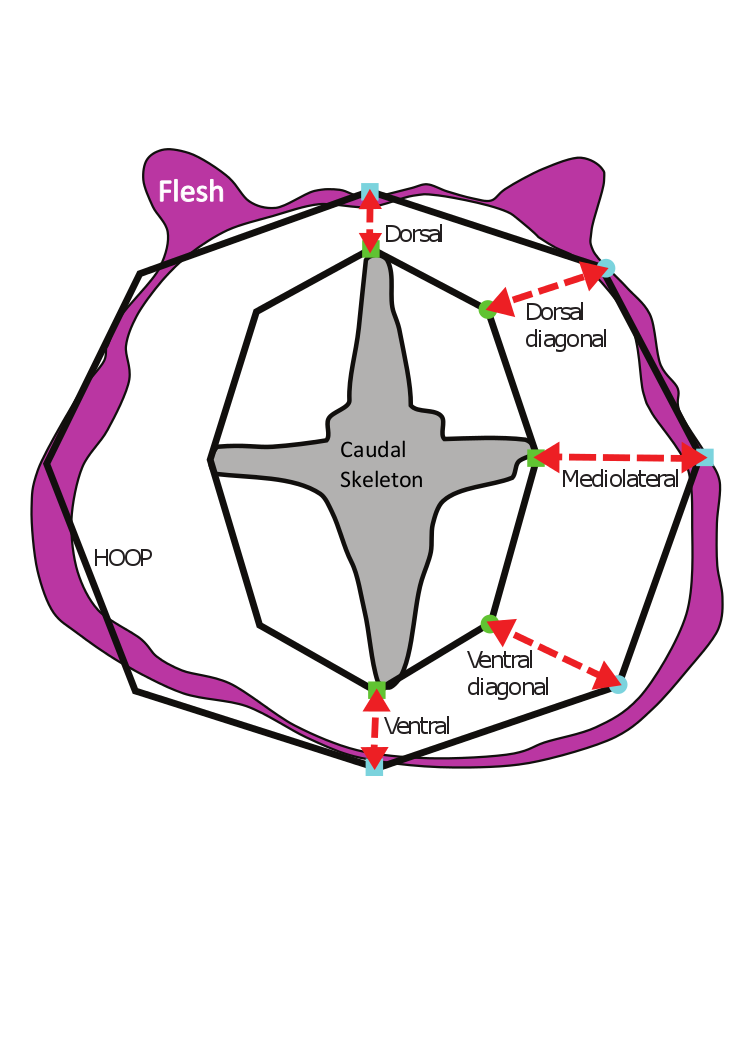 Flesh
Dorsal
Dorsal
diagonal
Caudal
Skeleton
Mediolateral
HOOP
Ventral
diagonal
Ventral